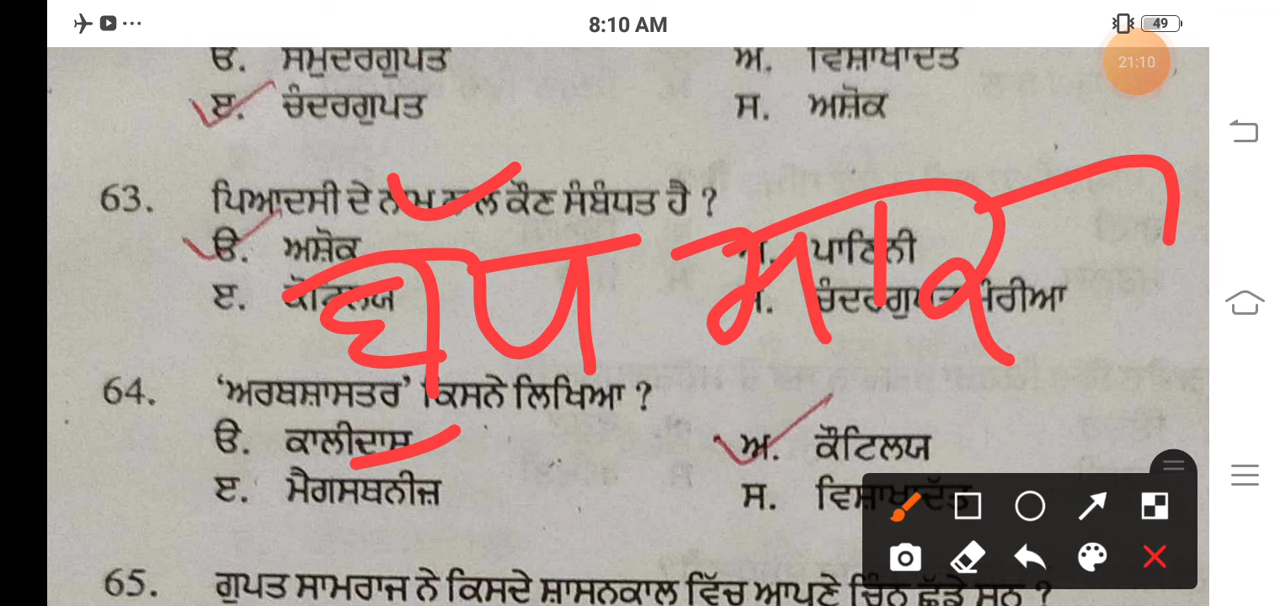 8:10 AM
49
21:10
ੳ. ਸਮੁਦਰਗੁਪਤ ਅ. ਵਿਸ਼ਾਖਾਦੱਤ
ੲ. ਚੰਦਰਗੁਪਤ ਸ. ਅਸ਼ੋਕ
63. ਪਿਆਦਸੀ ਦੇ ਨਾਮ ਨਾਲ ਕੌਣ ਸੰਬੰਧਤ ਹੈ ?
ੳ. ਅਸ਼ੋਕ ਅ. ਪਾਣਿਨੀ
ੲ. ਕੌਟਿਲਯ ਸ. ਚੰਦਰਗੁਪਤ ਮੋਰੀਆ
64. ‘ਅਰਥਸ਼ਾਸਤਰ’ ਕਿਸਨੇ ਲਿਖਿਆ ?
ੳ. ਕਾਲੀਦਾਸ ਅ. ਕੌਟਿਲਯ
ੲ. ਮੈਗਸਥਨੀਜ਼ ਸ. ਵਿਸ਼ਾਖਾਦੱਤ
65. ਗੁਪਤ ਸਾਮਰਾਜ ਨੇ ਕਿਸਦੇ ਸ਼ਾਸਨਕਾਲ ਵਿੱਚ ਆਪਣੇ ਚਿੰਨ ਛੱਡੇ ਸਨ ?